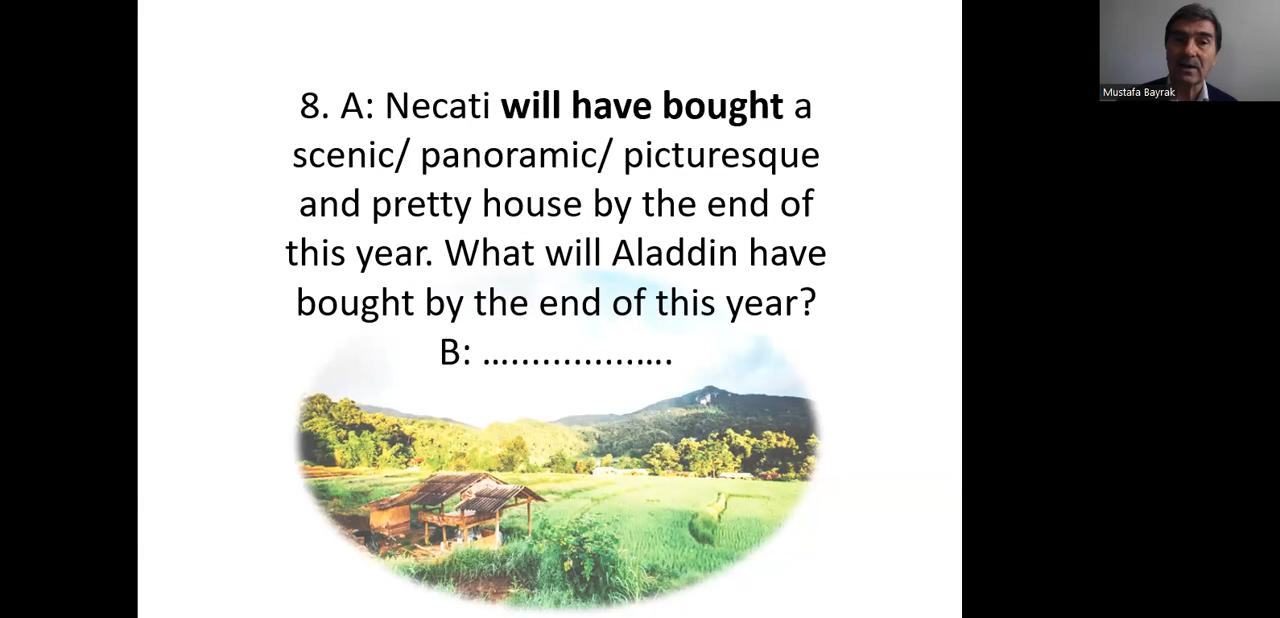 8. A: Necati will have bought a
scenic/ panoramic/ picturesque
and pretty house by the end of
this year. What will Aladdin have
bought by the end of this year?
B: ...................
Mustafa Bayrak